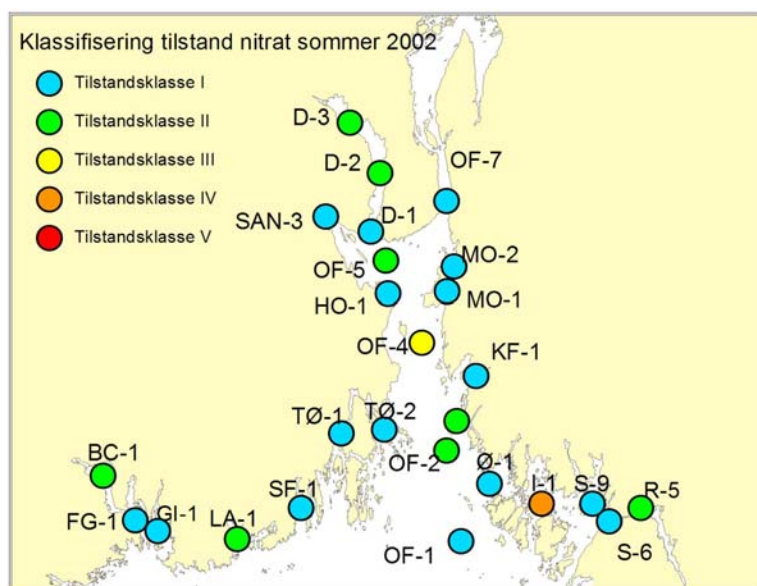 Klassifisering tilstand nitrat sommer 2002
Tilstandsklasse I
Tilstandsklasse II
Tilstandsklasse III
Tilstandsklasse IV
Tilstandsklasse V
D-3
D-2
OF-7
SAN-3
D-1
OF-5
MO-2
HO-1
MO-1
OF-4
KF-1
TØ-1
TØ-2
BC-1
OF-2
Ø-1
I-1
S-9
R-5
SF-1
FG-1
GI-1
LA-1
S-6
OF-1